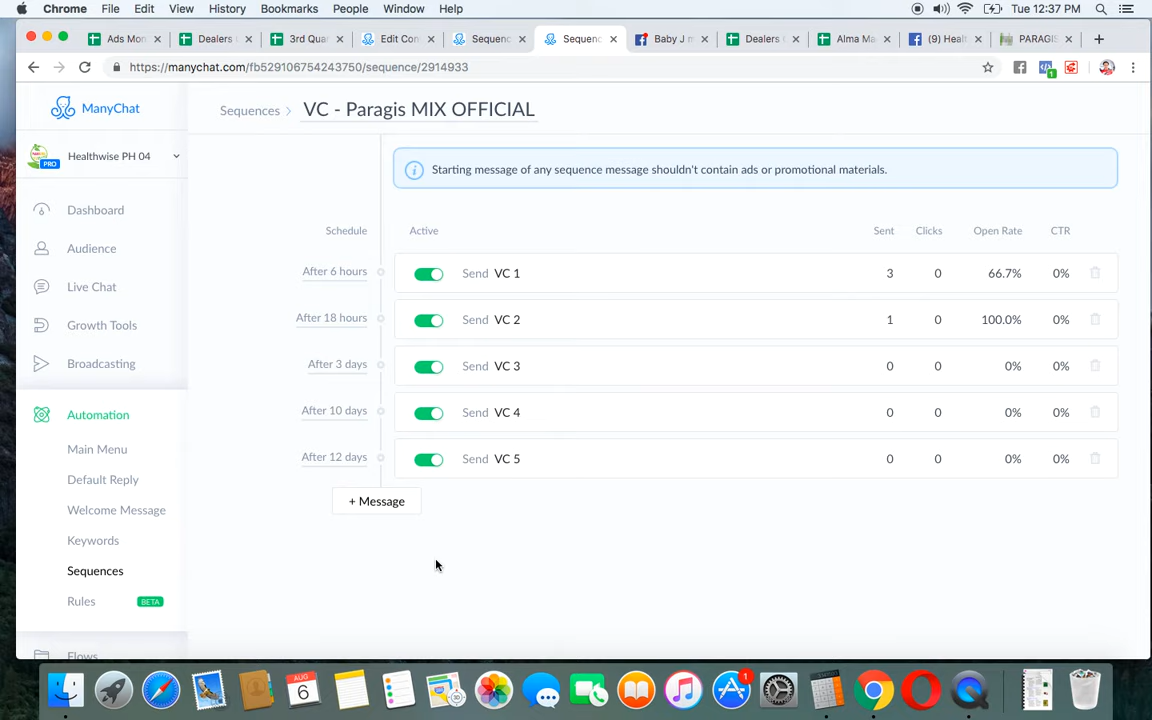 Chrome File Edit View History Bookmarks People Window Help
Tue 12:37 PM
Ads Mon
Dealers (
3rd Quar
Edit Con
Sequenc
Sequenc
Baby J m
Dealers (
Alma Ma
(9) Healt
PARAGIS
https://manychat.com/fb529106754243750/sequence/2914933
1
ManyChat
Sequences > VC - Paragis MIX OFFICIAL
PRO
Healthwise PH 04
Starting message of any sequence message shouldn't contain ads or promotional materials.
Dashboard
Audience
Live Chat
Growth Tools
Broadcasting
Automation
Main Menu
Default Reply
Welcome Message
Keywords
Sequences
Rules BETA
Flows
Schedule Active Sent Clicks Open Rate CTR
After 6 hours Send VC 1 3 0 66.7% 0%
After 18 hours Send VC 2 1 0 100.0% 0%
After 3 days Send VC 3 0 0 0% 0%
After 10 days Send VC 4 0 0 0% 0%
After 12 days Send VC 5 0 0 0% 0%
+ Message
AUG
6
1